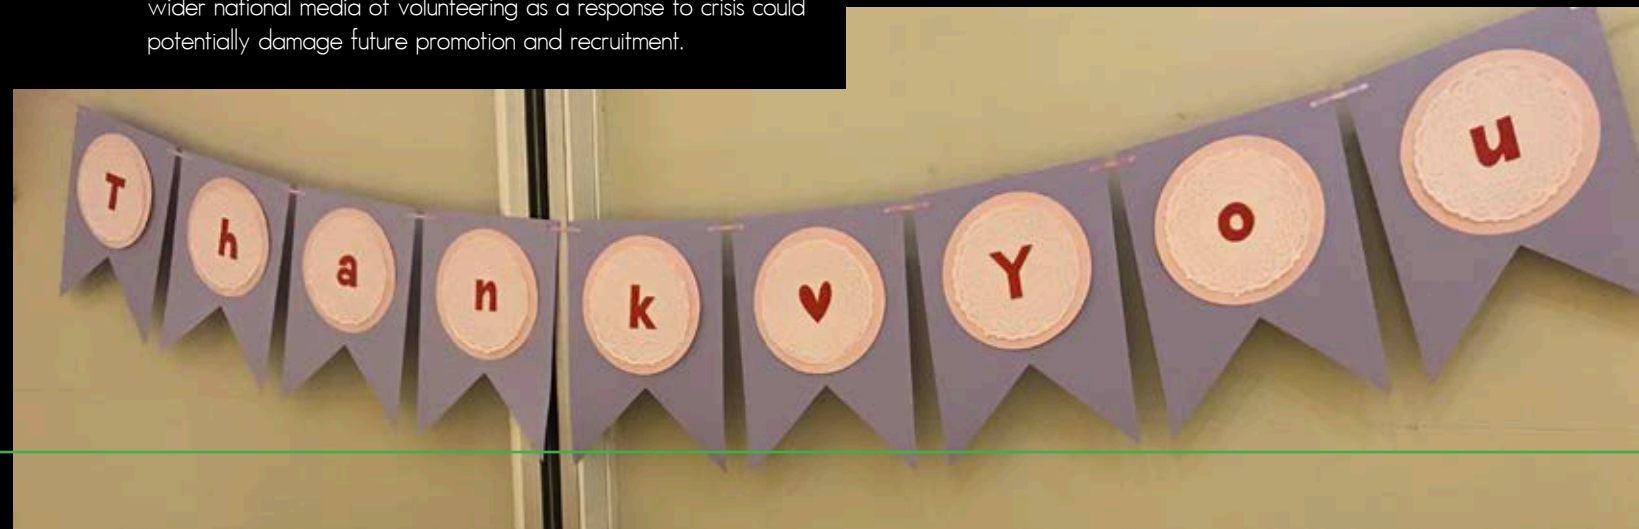 wider national media of volunteering as a response to crisis could
potentially damage future promotion and recruitment.
Thank ♥ You